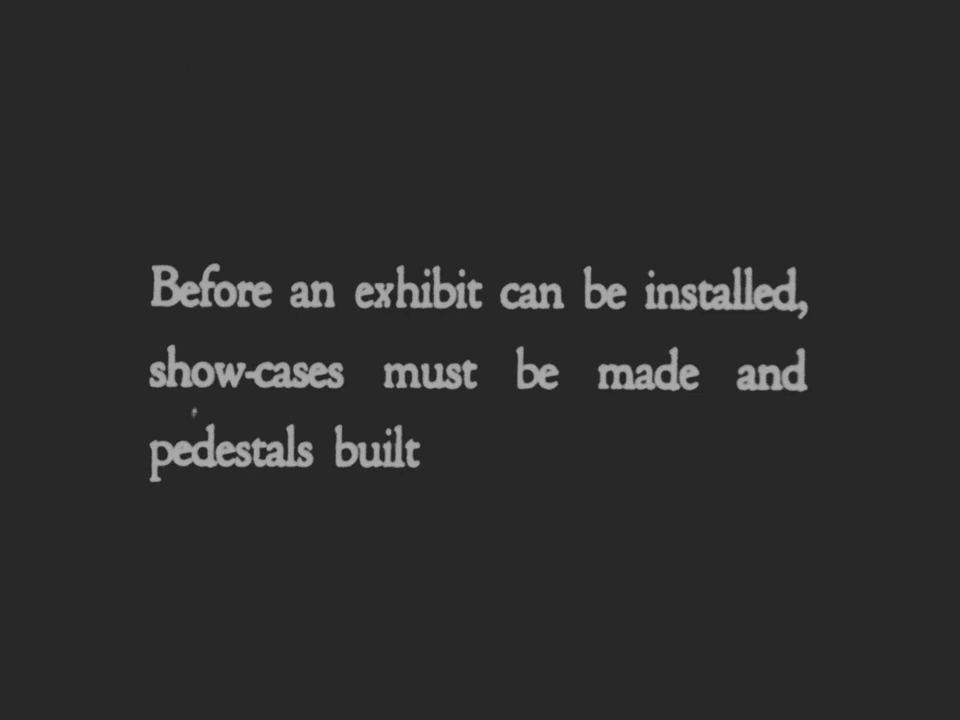 Before an exhibit can be installed,
show-cases must be made and
pedestals built